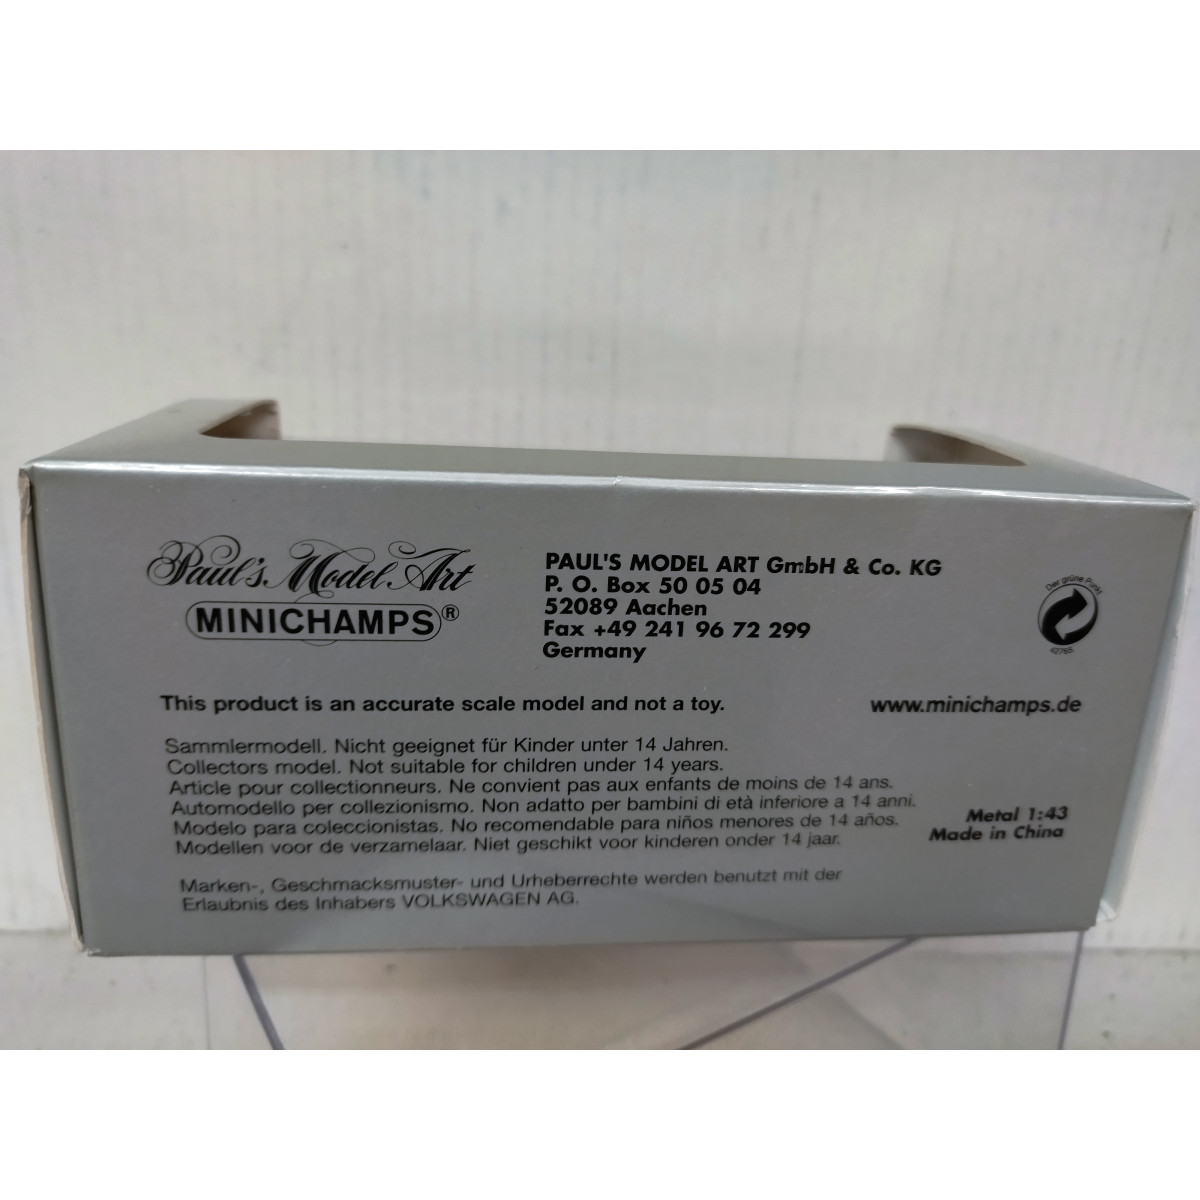 Paul's Model Art
MINICHAMPS®
PAUL'S MODEL ART GmbH & Co. KG
P. O. Box 50 05 04
52089 Aachen
Fax +49 241 96 72 299
Germany
Der grüne Punkt
42765.
This product is an accurate scale model and not a toy.
www.minichamps.de
Sammlermodell. Nicht geeignet für Kinder unter 14 Jahren.
Collectors model. Not suitable for children under 14 years.
Article pour collectionneurs. Ne convient pas aux enfants de moins de 14 ans.
Automodello per collezionismo. Non adatto per bambini di età inferiore a 14 anni.
Modelo para coleccionistas. No recomendable para niños menores de 14 años.
Modellen voor de verzamelaar. Niet geschikt voor kinderen onder 14 jaar.
Metal 1:43
Made in China
Marken-, Geschmacksmuster- und Urheberrechte werden benutzt mit der
Erlaubnis des Inhabers VOLKSWAGEN AG.